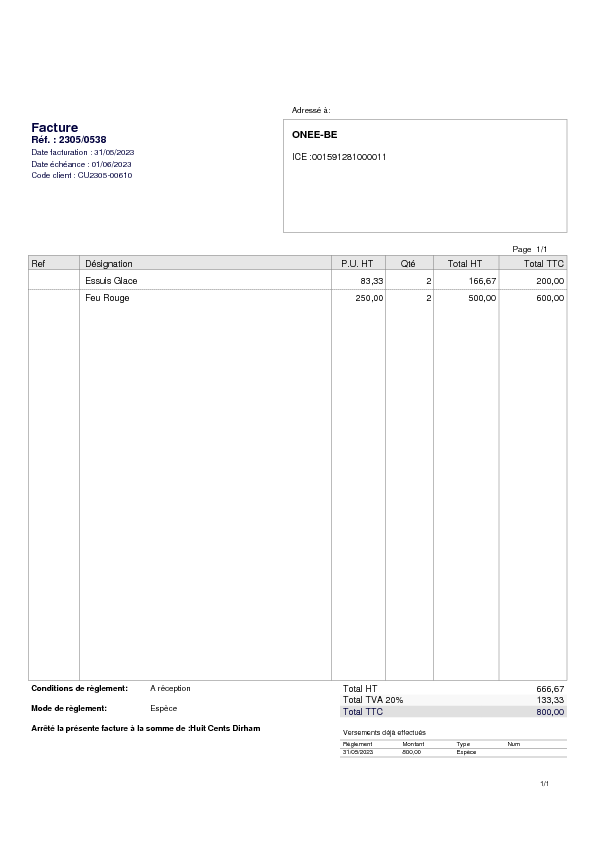 Adressé à:
Facture
Réf. : 2305/0538
Date facturation : 31/05/2023
Date échéance : 01/06/2023
Code client : CU2305-00610
ONEE-BE
ICE :001591281000011
Page 1/1
Ref Désignation P.U. HT Qté Total HT Total TTC
Essuis Glace 83,33 2 166,67 200,00
Feu Rouge 250,00 2 500,00 600,00
Conditions de règlement: A réception
Mode de règlement: Espèce
Arrêté la présente facture à la somme de :Huit Cents Dirham
Total HT 666,67
Total TVA 20% 133,33
Total TTC 800,00
Versements déjà effectués
Règlement Montant Type Num
31/05/2023 800,00 Espèce
1/1